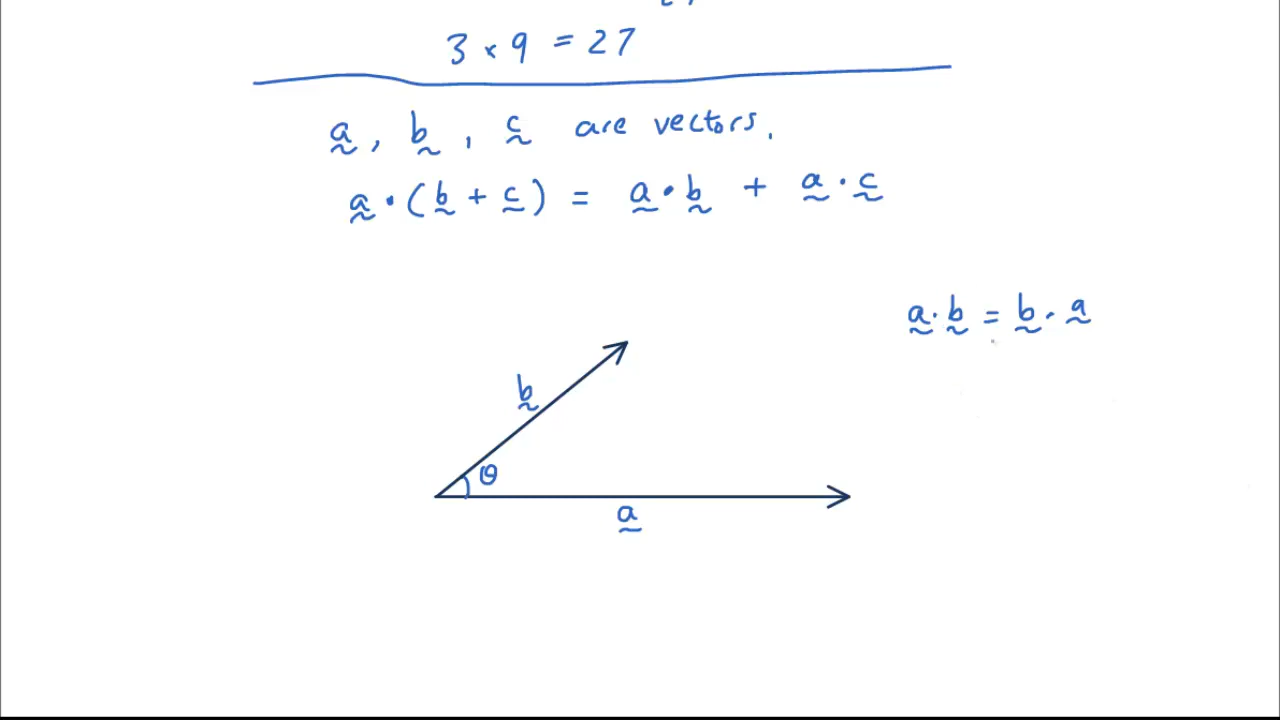 3 × 9 = 27
a, b, c are vectors.
a · (b + c) = a · b + a · c
a · b = b · a
b
θ
a